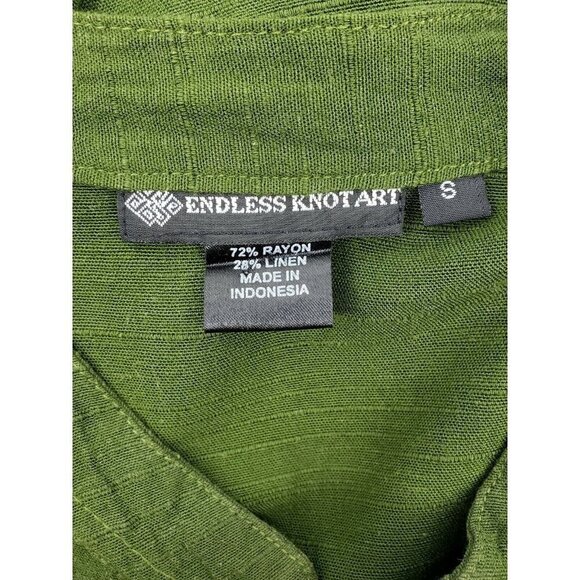 ENDLESS KNOT ART
S
72% RAYON
28% LINEN
MADE IN
INDONESIA